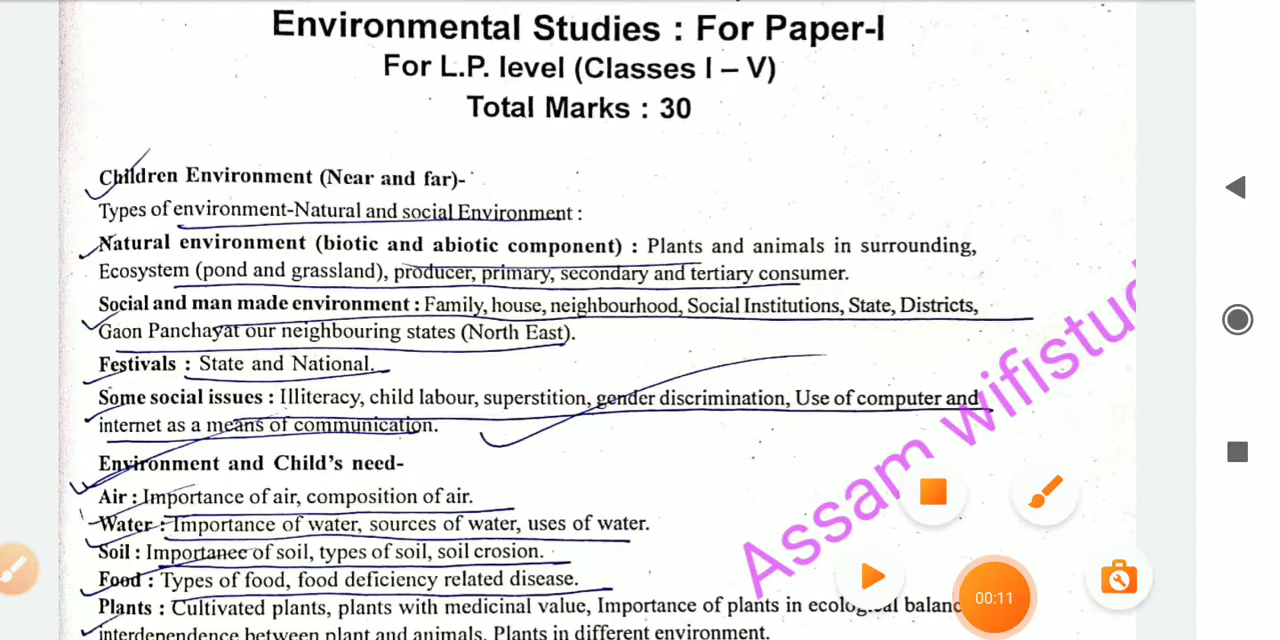 Environmental Studies : For Paper-I
For L.P. level (Classes I – V)
Total Marks : 30
Children Environment (Near and far)-
Types of environment-Natural and social Environment :
Natural environment (biotic and abiotic component) : Plants and animals in surrounding,
Ecosystem (pond and grassland), producer, primary, secondary and tertiary consumer.
Social and man made environment : Family, house, neighbourhood, Social Institutions, State, Districts,
Gaon Panchayat our neighbouring states (North East).
Festivals : State and National.
Some social issues : Illiteracy, child labour, superstition, gender discrimination, Use of computer and
internet as a means of communication.
Environment and Child's need-
Air : Importance of air, composition of air.
Water : Importance of water, sources of water, uses of water.
Soil : Importance of soil, types of soil, soil crosion.
Food : Types of food, food deficiency related disease.
Plants : Cultivated plants, plants with medicinal value, Importance of plants in ecological balanc
interdependence between plant and animals. Plants in different environment.
Assam wifistud
00:11